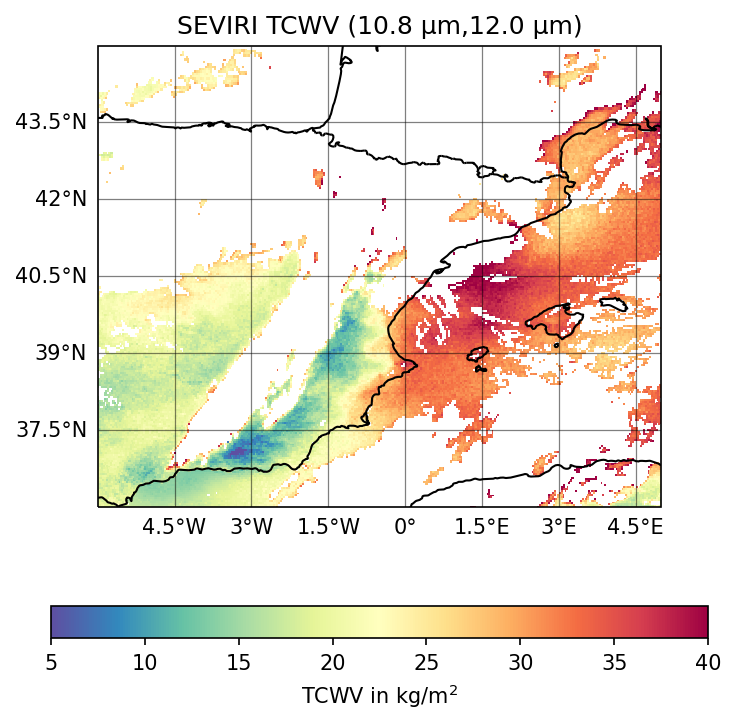 SEVIRI TCWV (10.8 µm,12.0 µm)
43.5°N
42°N
40.5°N
39°N
37.5°N
4.5°W 3°W 1.5°W 0° 1.5°E 3°E 4.5°E
5 10 15 20 25 30 35 40
TCWV in kg/m²